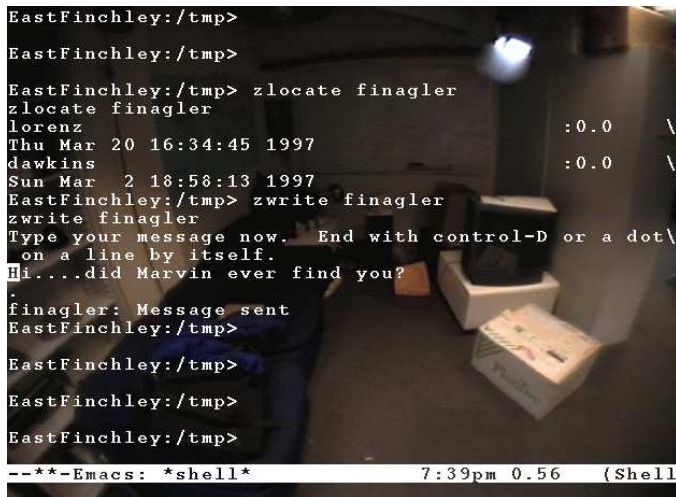 EastFinchley:/tmp>
EastFinchley:/tmp>
EastFinchley:/tmp> zlocate finagler
zlocate finagler
lorenz :0.0 \
Thu Mar 20 16:34:45 1997
dawkins :0.0 \
Sun Mar  2 18:58:13 1997
EastFinchley:/tmp> zwrite finagler
zwrite finagler
Type your message now.  End with control-D or a dot\
 on a line by itself.
Hi....did Marvin ever find you?
.
finagler: Message sent
EastFinchley:/tmp>
EastFinchley:/tmp>
EastFinchley:/tmp>
EastFinchley:/tmp>
--**-Emacs: *shell* 7:39pm 0.56 (Shell